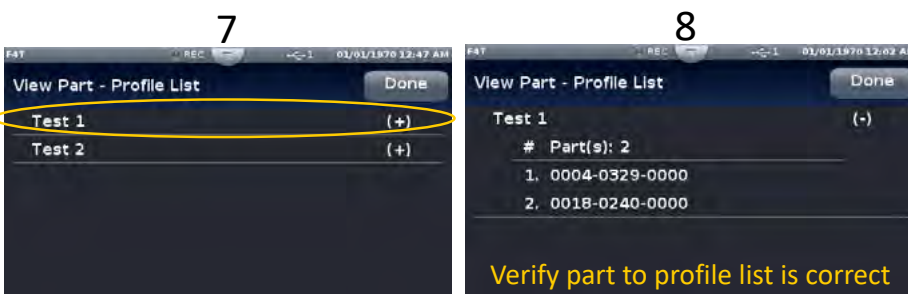 7
F4T REC 1 01/01/1970 12:47 AM
View Part - Profile List Done
Test 1 (+)
Test 2 (+)
8
F4T REC 1 01/01/1970 12:02 A
View Part - Profile List Done
Test 1 (-)
# Part(s): 2
1. 0004-0329-0000
2. 0018-0240-0000
Verify part to profile list is correct